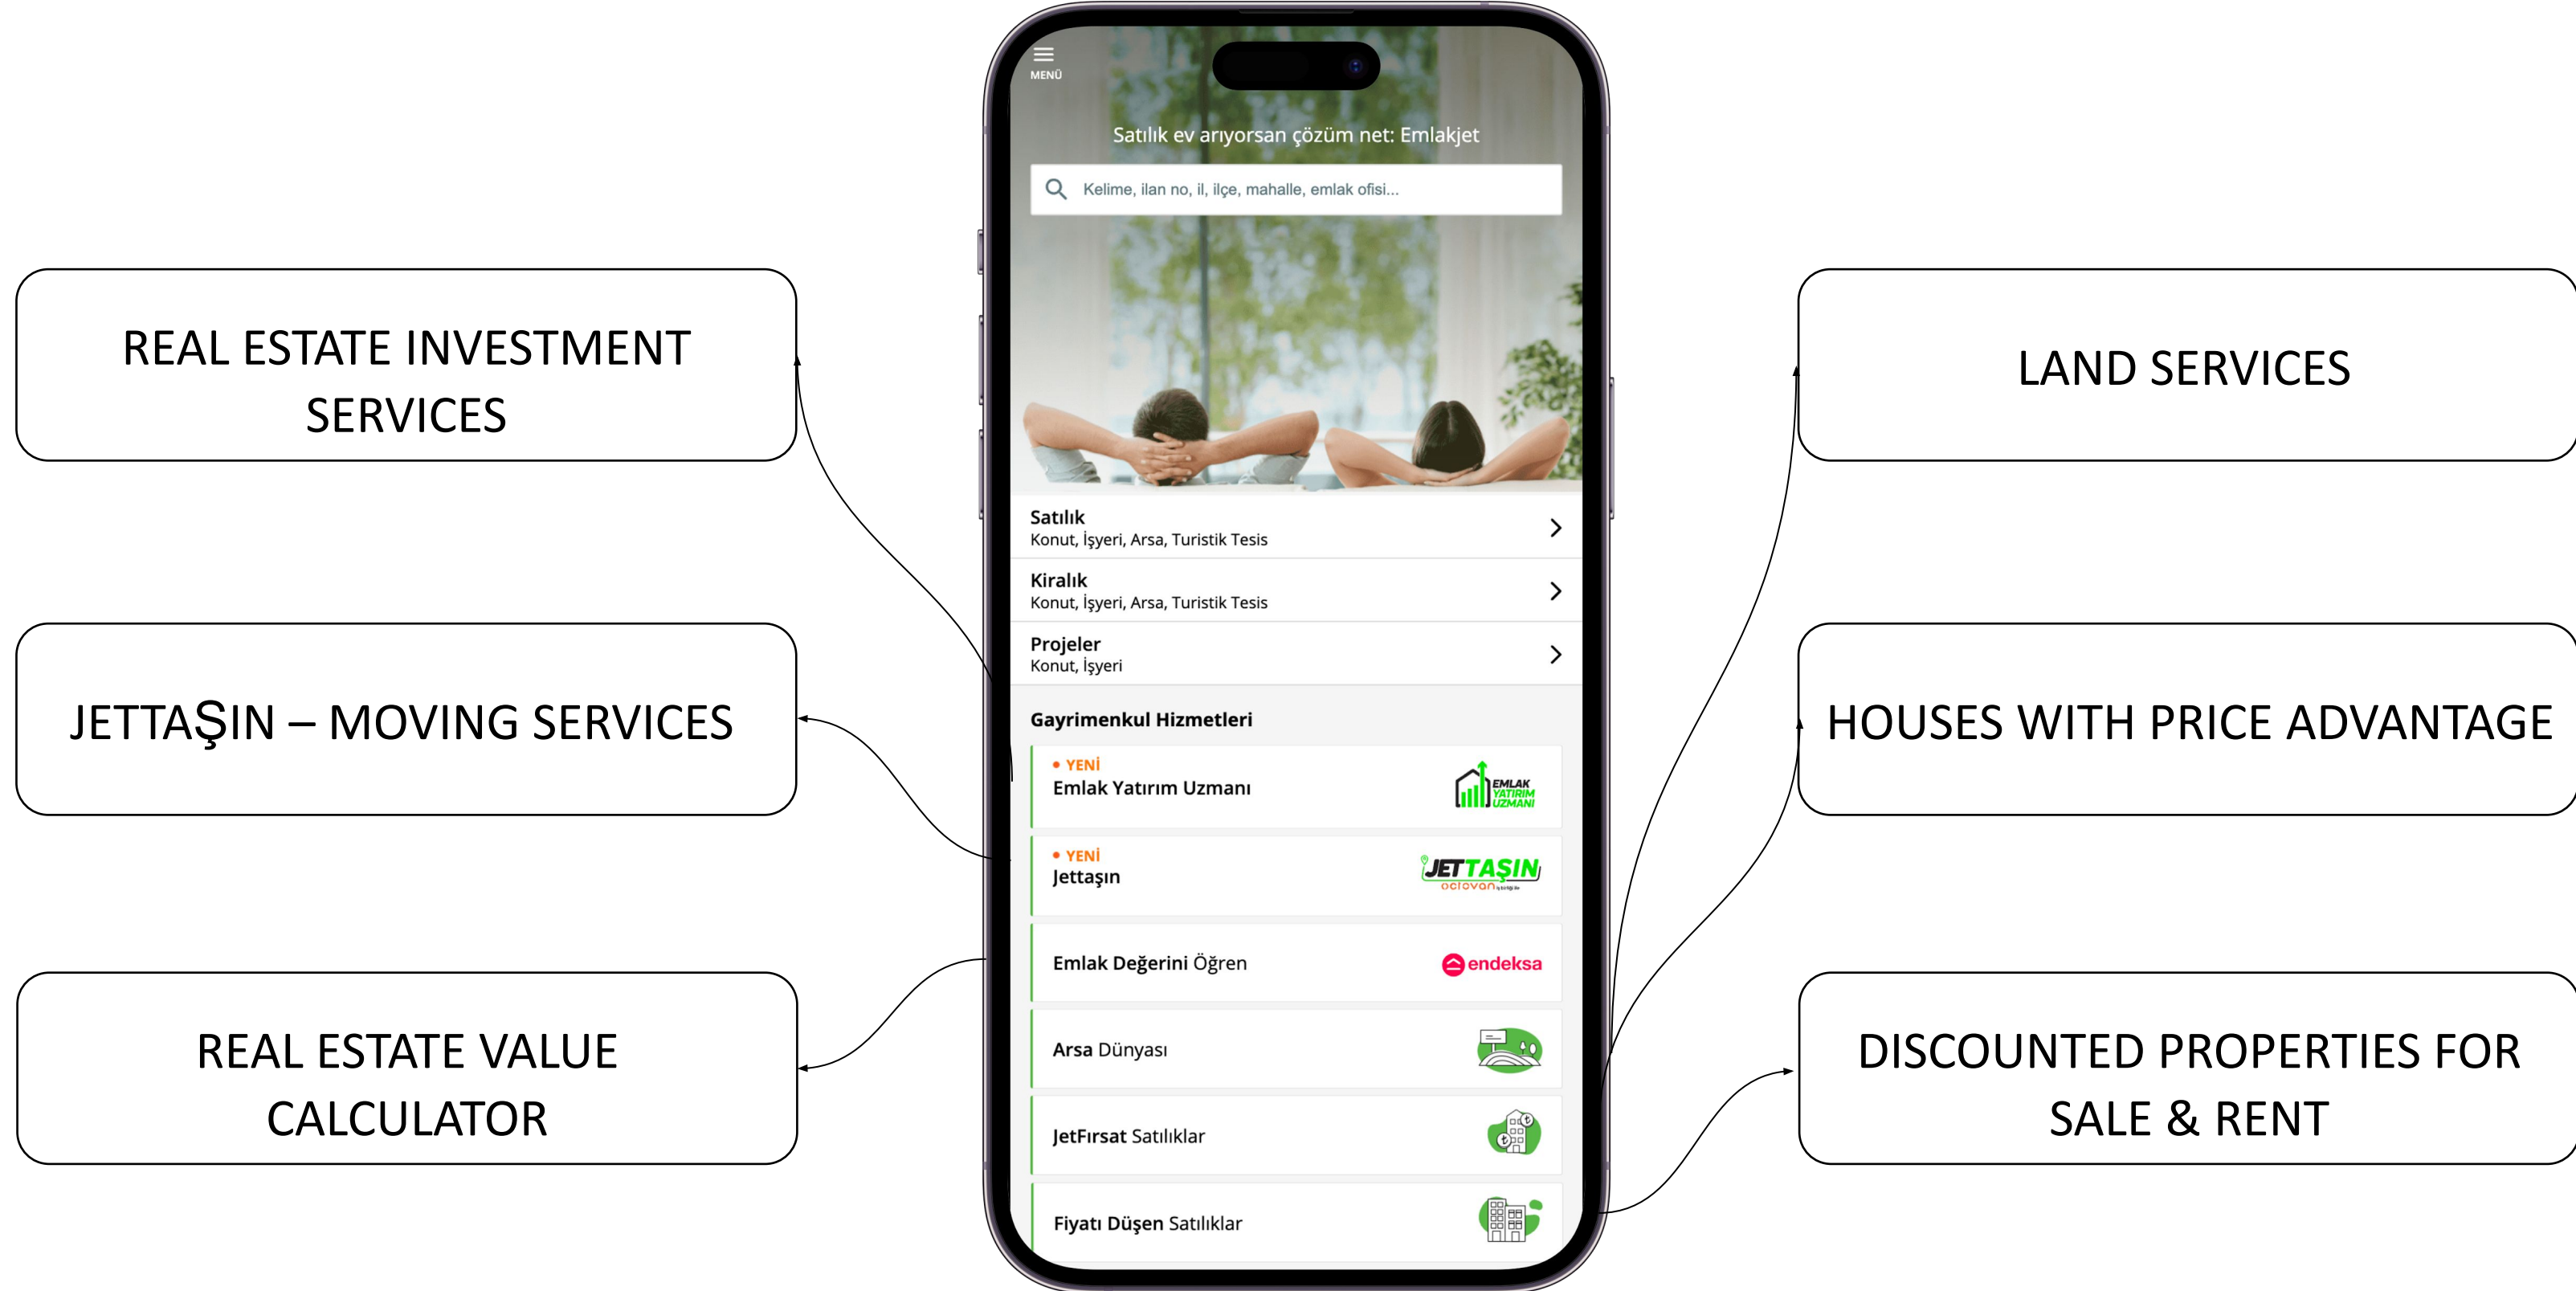 MENÜ
Satılık ev arıyorsan çözüm net: Emlakjet
Kelime, ilan no, il, ilçe, mahalle, emlak ofisi...
REAL ESTATE INVESTMENT
SERVICES
JETTAŞIN – MOVING SERVICES
REAL ESTATE VALUE
CALCULATOR
Satılık
Konut, İşyeri, Arsa, Turistik Tesis
Kiralık
Konut, İşyeri, Arsa, Turistik Tesis
Projeler
Konut, İşyeri
Gayrimenkul Hizmetleri
• YENİ
Emlak Yatırım Uzmanı
EMLAK
YATIRIM
UZMANI
• YENİ
Jettaşın
JETTAŞIN
octovan iş birliği ile
Emlak Değerini Öğren
endeksa
Arsa Dünyası
JetFırsat Satılıklar
Fiyatı Düşen Satılıklar
LAND SERVICES
HOUSES WITH PRICE ADVANTAGE
DISCOUNTED PROPERTIES FOR
SALE & RENT